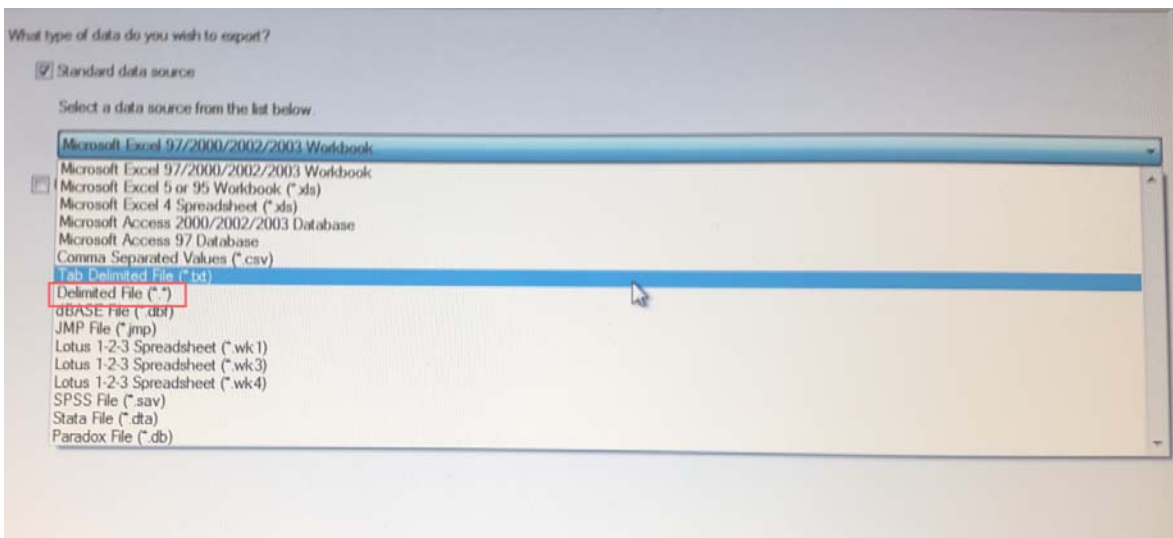 What type of data do you wish to export?
Standard data source
Select a data source from the list below.
Microsoft Excel 97/2000/2002/2003 Workbook
Microsoft Excel 97/2000/2002/2003 Workbook
Microsoft Excel 5 or 95 Workbook (*.xls)
Microsoft Excel 4 Spreadsheet (*.xls)
Microsoft Access 2000/2002/2003 Database
Microsoft Access 97 Database
Comma Separated Values (*.csv)
Tab Delimited File (*.txt)
Delimited File (*.*)
dBASE File (*.dbf)
JMP File (*.jmp)
Lotus 1-2-3 Spreadsheet (*.wk1)
Lotus 1-2-3 Spreadsheet (*.wk3)
Lotus 1-2-3 Spreadsheet (*.wk4)
SPSS File (*.sav)
Stata File (*.dta)
Paradox File (*.db)